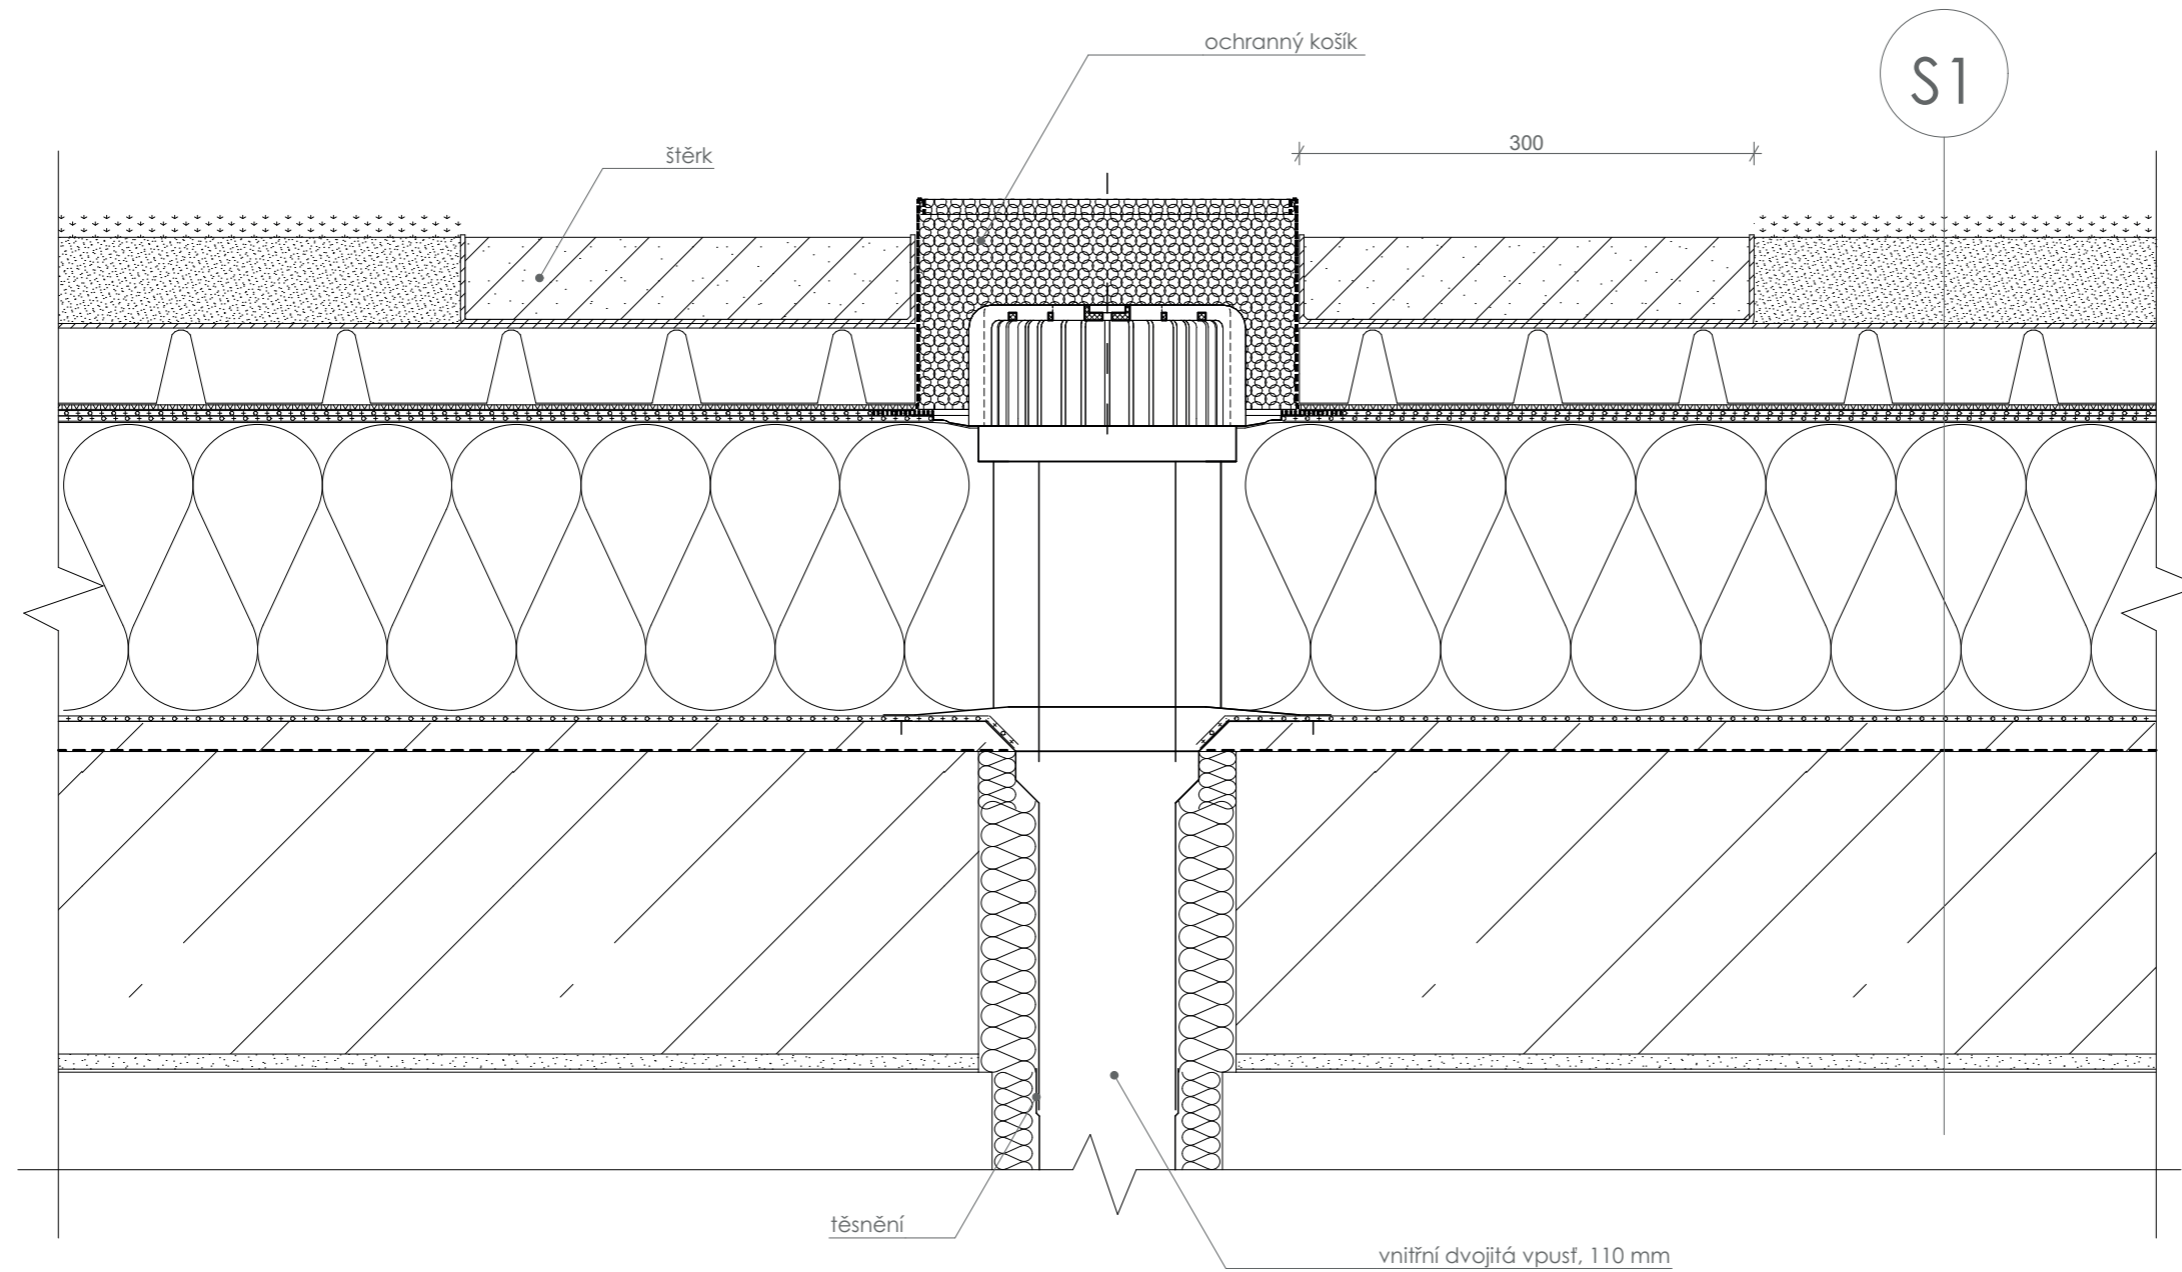 ochranný košík
S1
300
štěrk
těsnění
vnitřní dvojitá vpusť, 110 mm